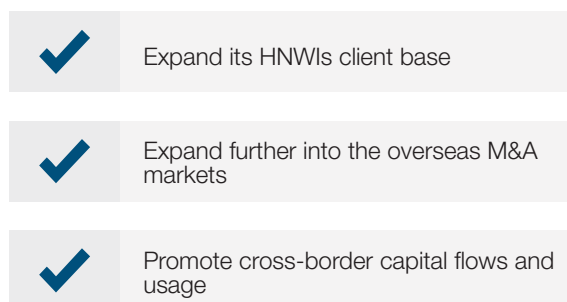 Expand its HNWIs client base
Expand further into the overseas M&A
markets
Promote cross-border capital flows and
usage